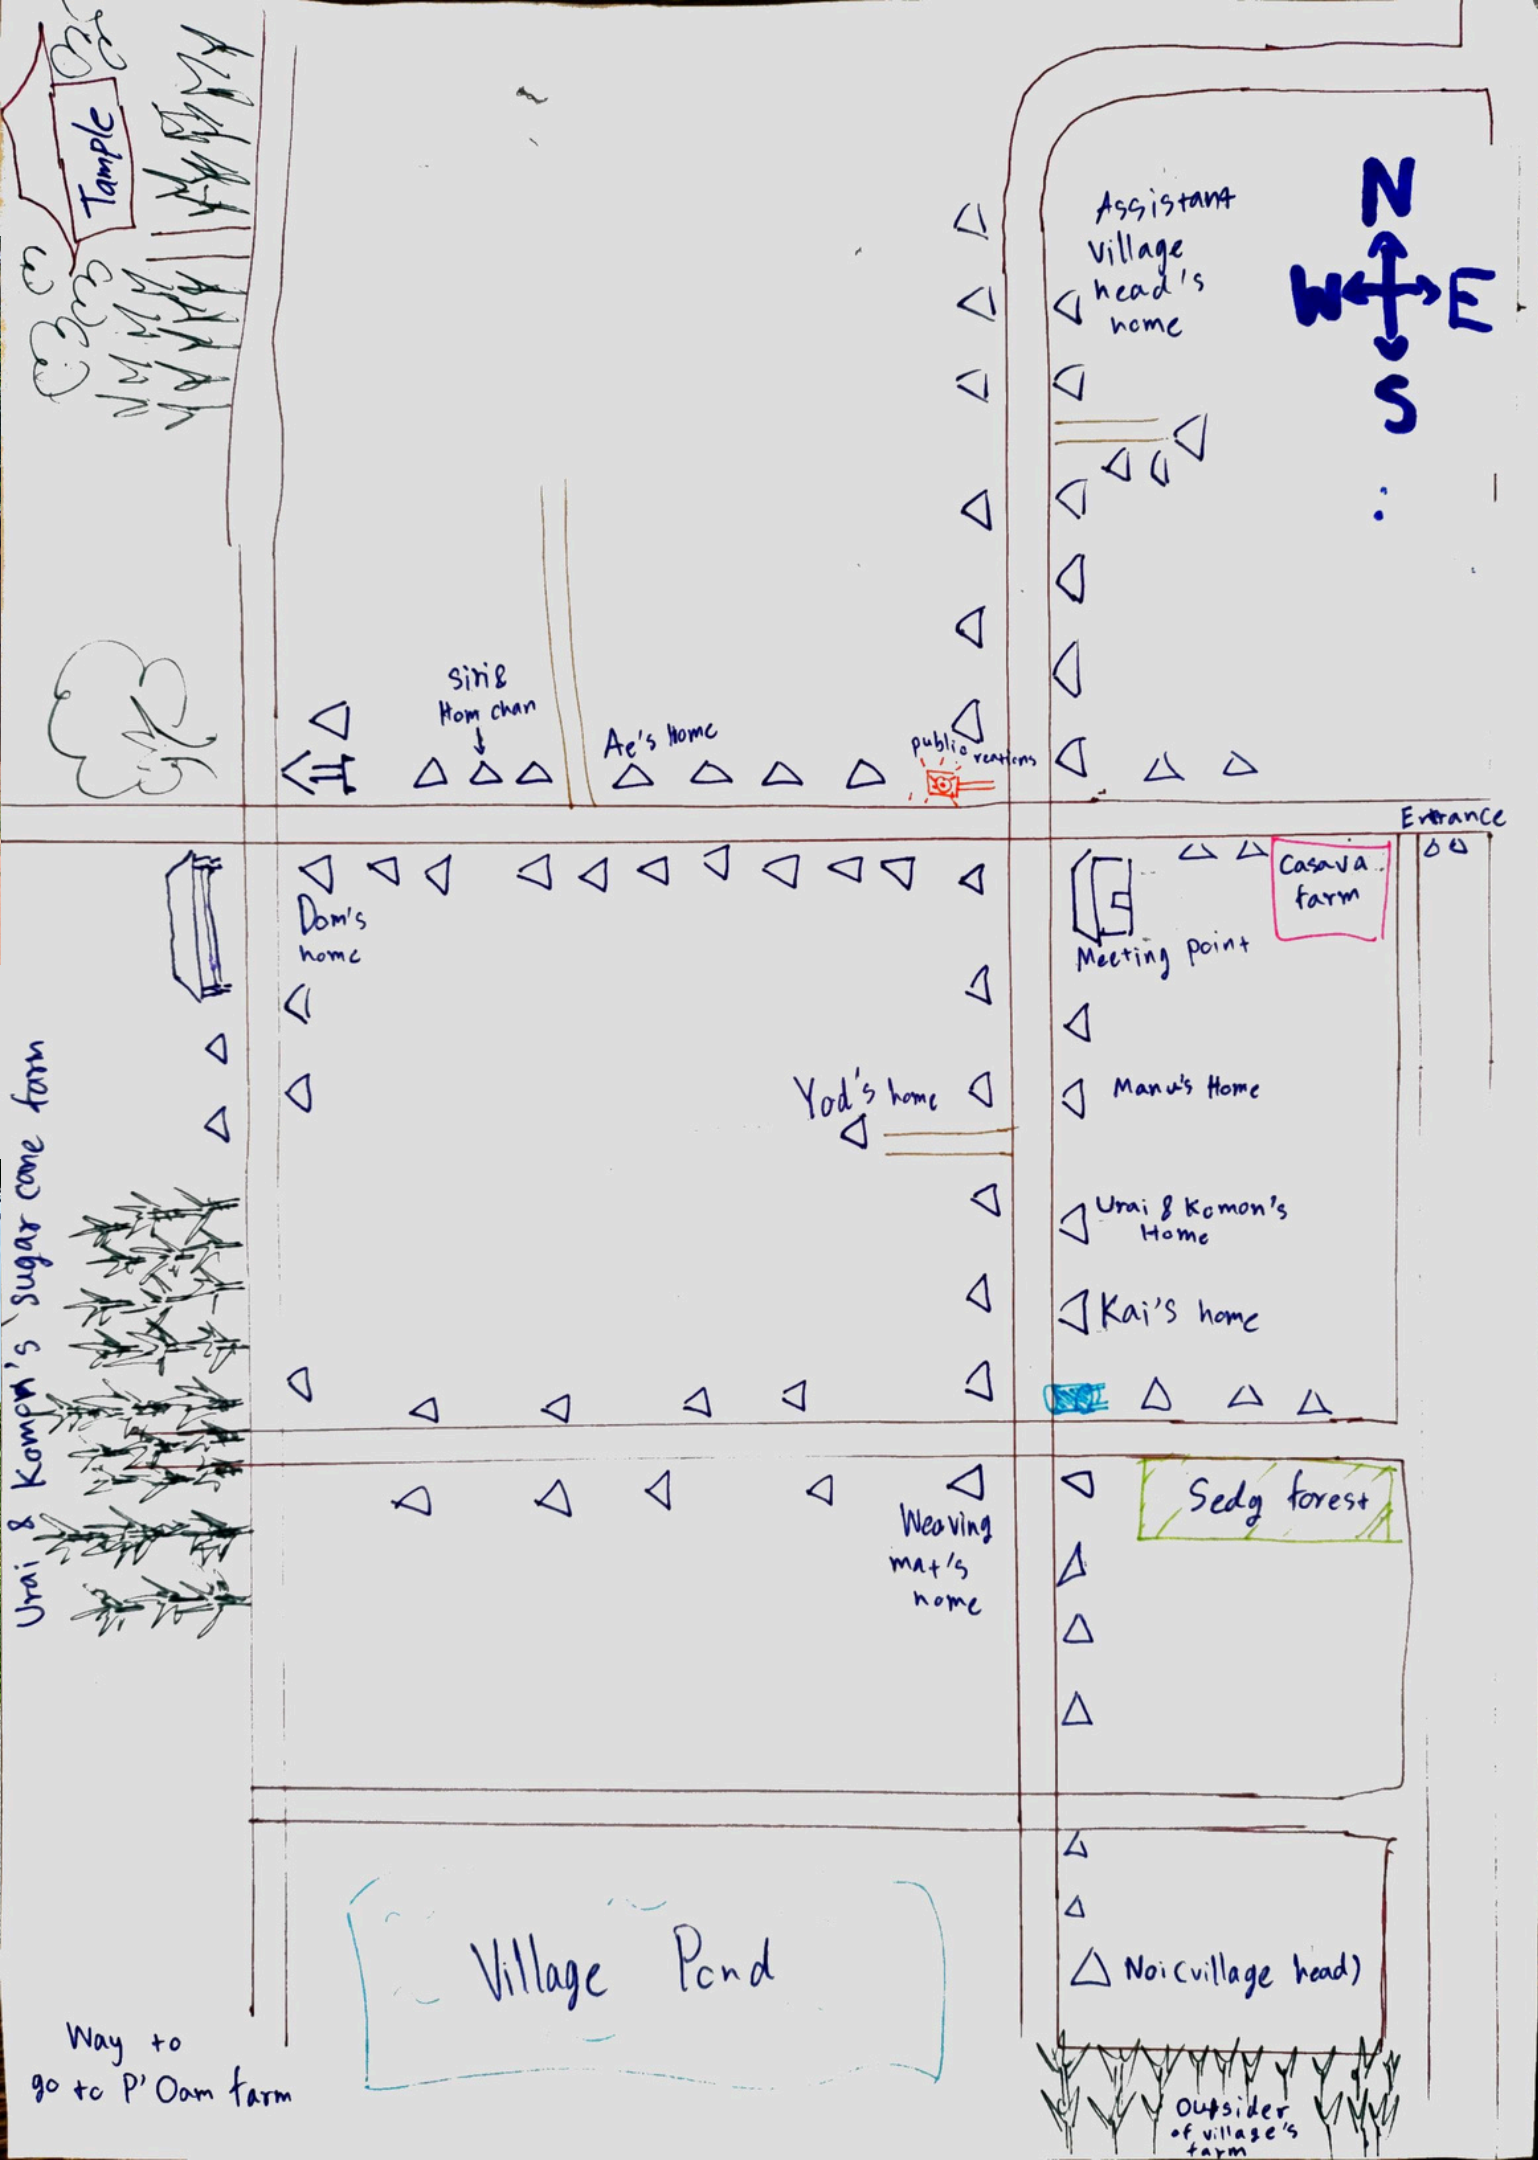 Tample
Assistant
village
head's
home
N
W E
S
Siri &
Hom chan
Ae's Home
public
reations
Entrance
Casava
farm
Dom's
home
Meeting point
Yod's home
Manu's Home
Urai & Komon's
Home
Kai's home
Urai & Komon's sugar cane farm
Sedg forest
Weaving
mat's
home
Village Pond
Noi (village head)
Way to
go to P' Oam farm
Outsider
of village's
farm